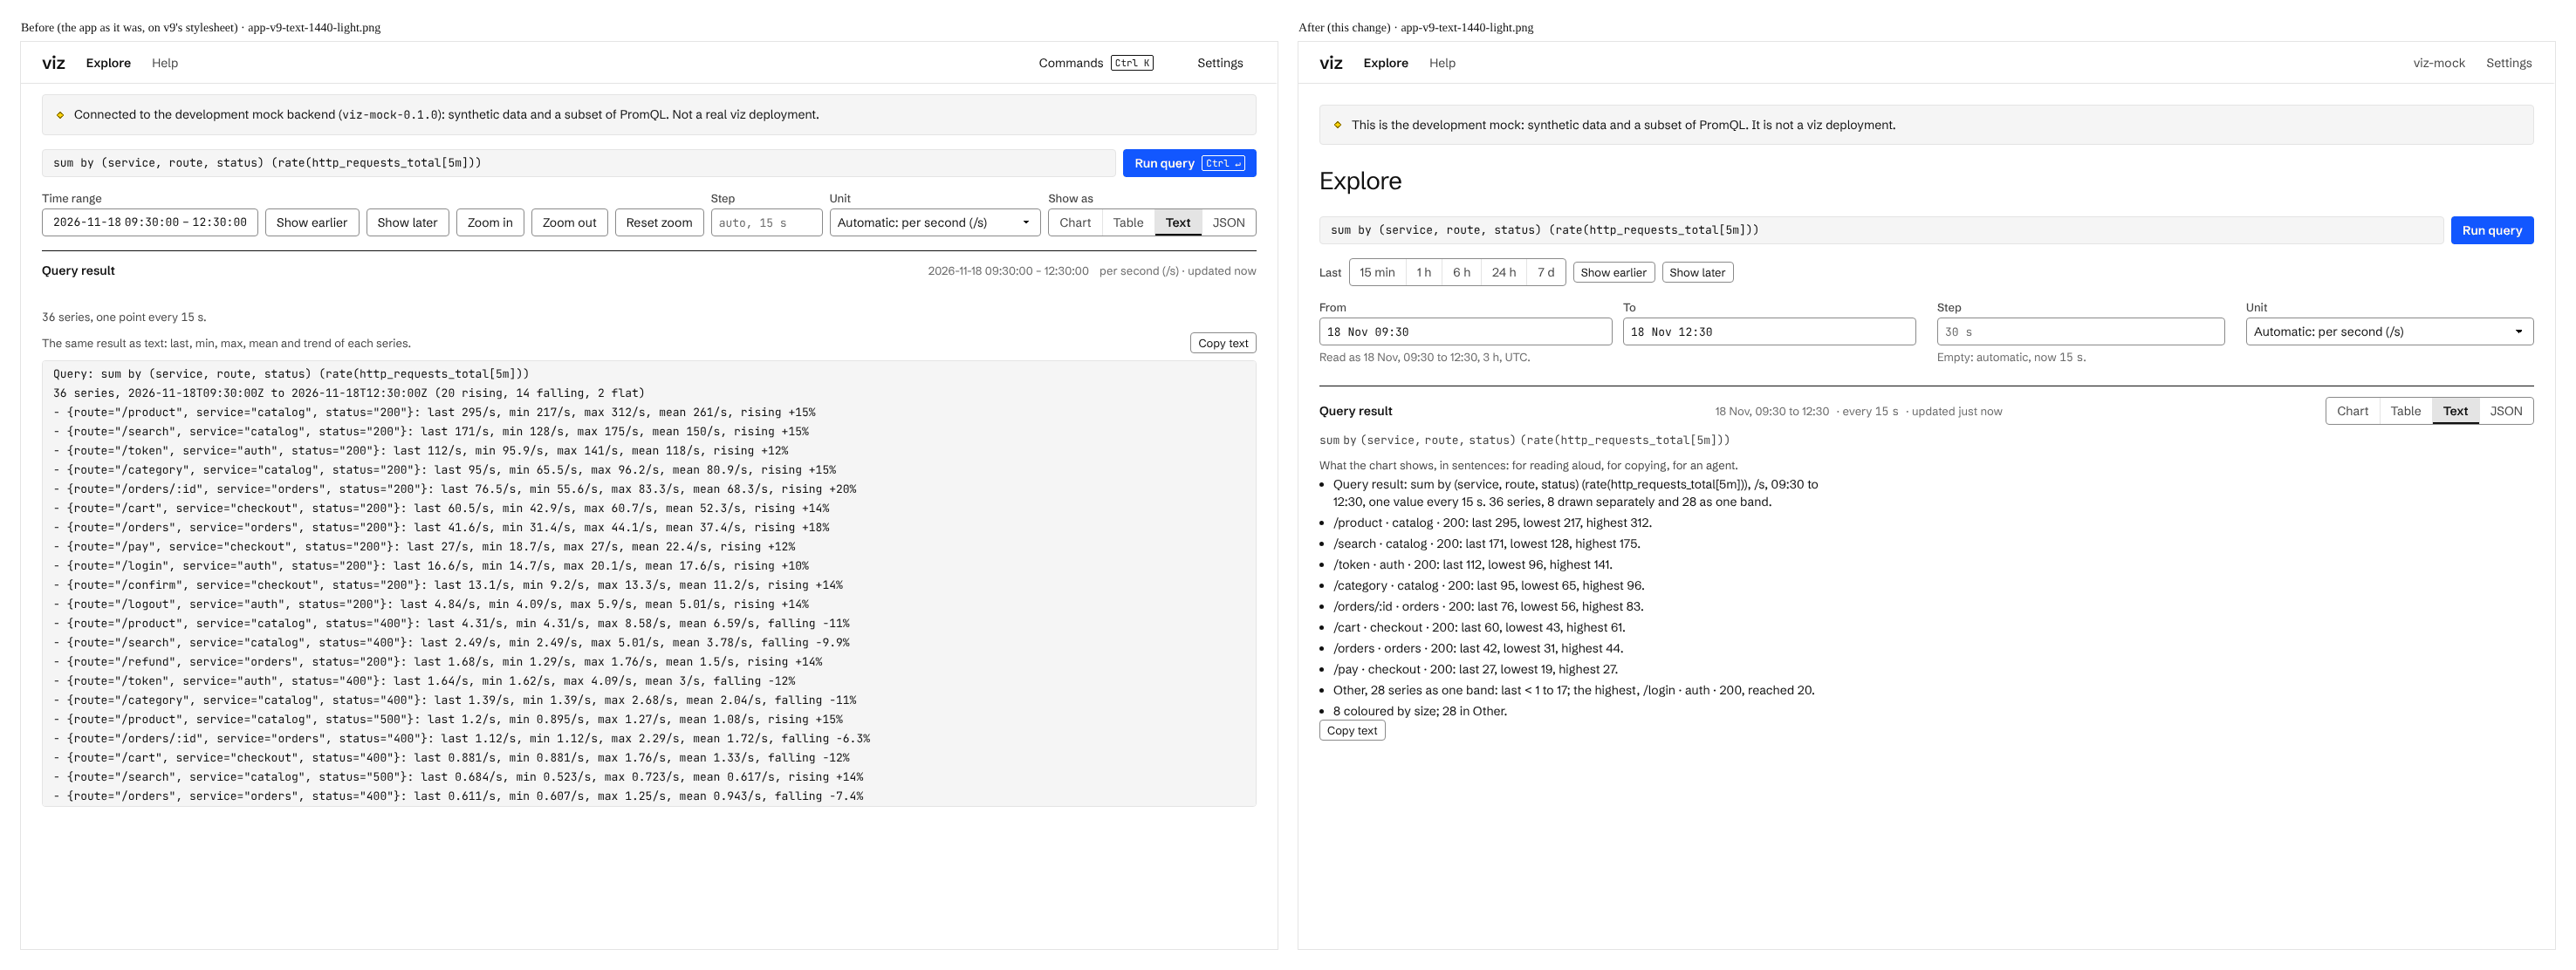 Before (the app as it was, on v9's stylesheet) · app-v9-text-1440-light.png
viz Explore Help Commands Ctrl K Settings
Connected to the development mock backend (viz-mock-0.1.0): synthetic data and a subset of PromQL. Not a real viz deployment.
sum by (service, route, status) (rate(http_requests_total[5m])) Run query Ctrl ↵
Time range Step Unit Show as
2026-11-18 09:30:00 – 12:30:00 Show earlier Show later Zoom in Zoom out Reset zoom auto, 15 s Automatic: per second (/s) Chart Table Text JSON
Query result 2026-11-18 09:30:00 – 12:30:00 per second (/s) · updated now
36 series, one point every 15 s.
The same result as text: last, min, max, mean and trend of each series. Copy text
Query: sum by (service, route, status) (rate(http_requests_total[5m]))
36 series, 2026-11-18T09:30:00Z to 2026-11-18T12:30:00Z (20 rising, 14 falling, 2 flat)
- {route="/product", service="catalog", status="200"}: last 295/s, min 217/s, max 312/s, mean 261/s, rising +15%
- {route="/search", service="catalog", status="200"}: last 171/s, min 128/s, max 175/s, mean 150/s, rising +15%
- {route="/token", service="auth", status="200"}: last 112/s, min 95.9/s, max 141/s, mean 118/s, rising +12%
- {route="/category", service="catalog", status="200"}: last 95/s, min 65.5/s, max 96.2/s, mean 80.9/s, rising +15%
- {route="/orders/:id", service="orders", status="200"}: last 76.5/s, min 55.6/s, max 83.3/s, mean 68.3/s, rising +20%
- {route="/cart", service="checkout", status="200"}: last 60.5/s, min 42.9/s, max 60.7/s, mean 52.3/s, rising +14%
- {route="/orders", service="orders", status="200"}: last 41.6/s, min 31.4/s, max 44.1/s, mean 37.4/s, rising +18%
- {route="/pay", service="checkout", status="200"}: last 27/s, min 18.7/s, max 27/s, mean 22.4/s, rising +12%
- {route="/login", service="auth", status="200"}: last 16.6/s, min 14.7/s, max 20.1/s, mean 17.6/s, rising +10%
- {route="/confirm", service="checkout", status="200"}: last 13.1/s, min 9.2/s, max 13.3/s, mean 11.2/s, rising +14%
- {route="/logout", service="auth", status="200"}: last 4.84/s, min 4.09/s, max 5.9/s, mean 5.01/s, rising +14%
- {route="/product", service="catalog", status="400"}: last 4.31/s, min 4.31/s, max 8.58/s, mean 6.59/s, falling -11%
- {route="/search", service="catalog", status="400"}: last 2.49/s, min 2.49/s, max 5.01/s, mean 3.78/s, falling -9.9%
- {route="/refund", service="orders", status="200"}: last 1.68/s, min 1.29/s, max 1.76/s, mean 1.5/s, rising +14%
- {route="/token", service="auth", status="400"}: last 1.64/s, min 1.62/s, max 4.09/s, mean 3/s, falling -12%
- {route="/category", service="catalog", status="400"}: last 1.39/s, min 1.39/s, max 2.68/s, mean 2.04/s, falling -11%
- {route="/product", service="catalog", status="500"}: last 1.2/s, min 0.895/s, max 1.27/s, mean 1.08/s, rising +15%
- {route="/orders/:id", service="orders", status="400"}: last 1.12/s, min 1.12/s, max 2.29/s, mean 1.72/s, falling -6.3%
- {route="/cart", service="checkout", status="400"}: last 0.881/s, min 0.881/s, max 1.76/s, mean 1.33/s, falling -12%
- {route="/search", service="catalog", status="500"}: last 0.684/s, min 0.523/s, max 0.723/s, mean 0.617/s, rising +14%
- {route="/orders", service="orders", status="400"}: last 0.611/s, min 0.607/s, max 1.25/s, mean 0.943/s, falling -7.4%
After (this change) · app-v9-text-1440-light.png
viz Explore Help viz-mock Settings
This is the development mock: synthetic data and a subset of PromQL. It is not a viz deployment.
Explore
sum by (service, route, status) (rate(http_requests_total[5m])) Run query
Last 15 min 1 h 6 h 24 h 7 d Show earlier Show later
From To Step Unit
18 Nov 09:30 18 Nov 12:30 30 s Automatic: per second (/s)
Read as 18 Nov, 09:30 to 12:30, 3 h, UTC. Empty: automatic, now 15 s.
Query result 18 Nov, 09:30 to 12:30 · every 15 s · updated just now Chart Table Text JSON
sum by (service, route, status) (rate(http_requests_total[5m]))
What the chart shows, in sentences: for reading aloud, for copying, for an agent.
• Query result: sum by (service, route, status) (rate(http_requests_total[5m])), /s, 09:30 to
12:30, one value every 15 s. 36 series, 8 drawn separately and 28 as one band.
• /product · catalog · 200: last 295, lowest 217, highest 312.
• /search · catalog · 200: last 171, lowest 128, highest 175.
• /token · auth · 200: last 112, lowest 96, highest 141.
• /category · catalog · 200: last 95, lowest 65, highest 96.
• /orders/:id · orders · 200: last 76, lowest 56, highest 83.
• /cart · checkout · 200: last 60, lowest 43, highest 61.
• /orders · orders · 200: last 42, lowest 31, highest 44.
• /pay · checkout · 200: last 27, lowest 19, highest 27.
• Other, 28 series as one band: last < 1 to 17; the highest, /login · auth · 200, reached 20.
• 8 coloured by size; 28 in Other.
Copy text